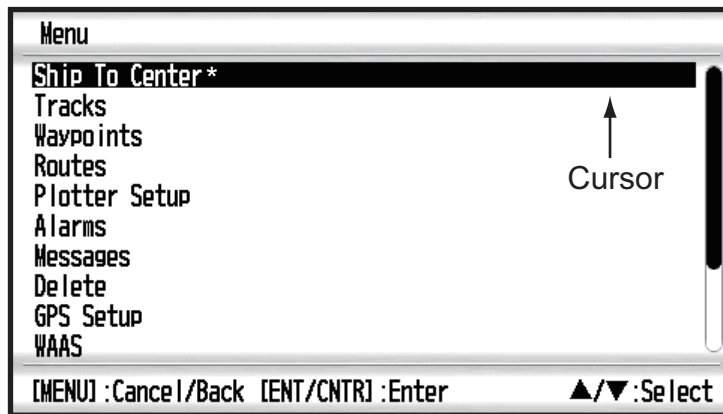 Menu
Ship To Center*
Tracks
Waypoints
Routes
Cursor
Plotter Setup
Alarms
Messages
Delete
GPS Setup
WAAS
[MENU]:Cancel/Back [ENT/CNTR]:Enter ▲/▼:Select